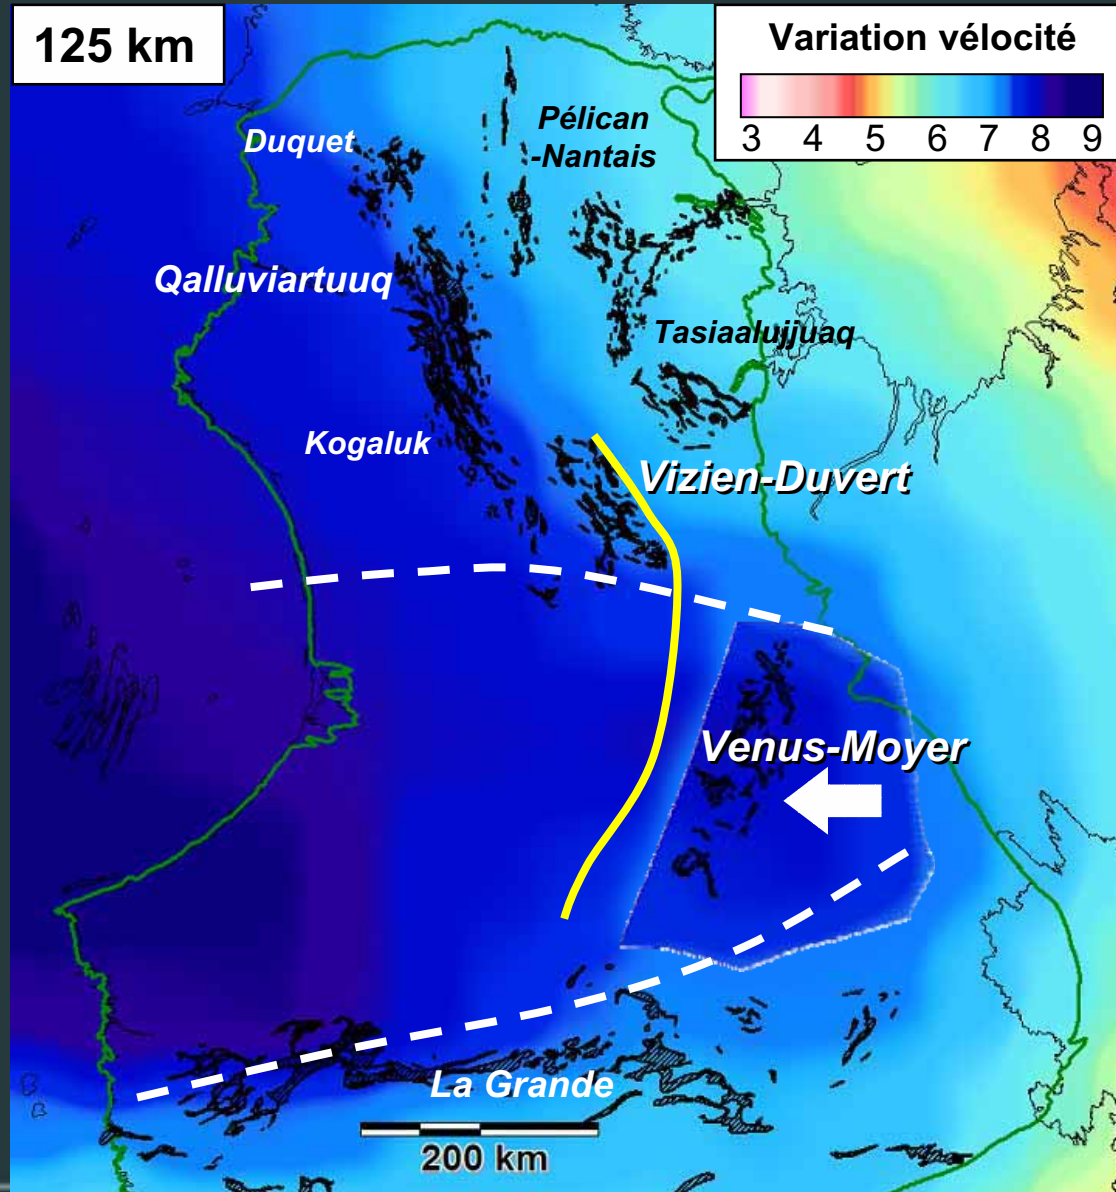 125 km
Variation vélocité
3 4 5 6 7 8 9
Duquet
Pélican
-Nantais
Qalluviartuuq
Tasiaalujjuaq
Kogaluk
Vizien-Duvert
Venus-Moyer
La Grande
200 km